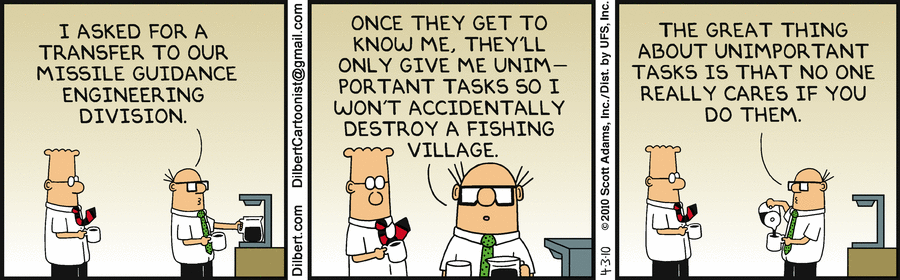 I ASKED FOR A
TRANSFER TO OUR
MISSILE GUIDANCE
ENGINEERING
DIVISION.
Dilbert.com DilbertCartoonist@gmail.com
ONCE THEY GET TO
KNOW ME, THEY'LL
ONLY GIVE ME UNIM-
PORTANT TASKS SO I
WON'T ACCIDENTALLY
DESTROY A FISHING
VILLAGE.
4-3-10 ©2010 Scott Adams, Inc./Dist. by UFS, Inc.
THE GREAT THING
ABOUT UNIMPORTANT
TASKS IS THAT NO ONE
REALLY CARES IF YOU
DO THEM.